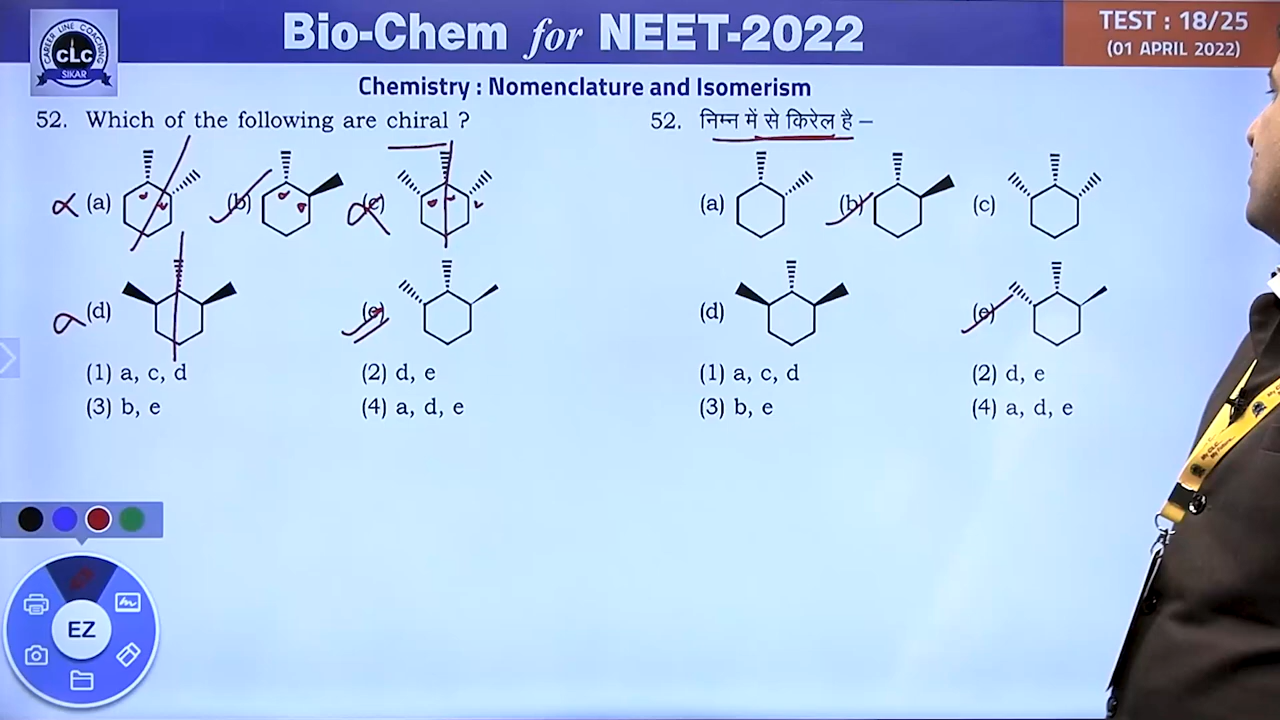 CAREER LINE COACHING
CLC
SIKAR
Bio-Chem for NEET-2022
TEST : 18/25
(01 APRIL 2022)
Chemistry : Nomenclature and Isomerism
52. Which of the following are chiral ?
(a) (b) (c)
(d) (e)
(1) a, c, d (2) d, e
(3) b, e (4) a, d, e
52. निम्न में से किरेल है –
(a) (b) (c)
(d) (e)
(1) a, c, d (2) d, e
(3) b, e (4) a, d, e
EZ